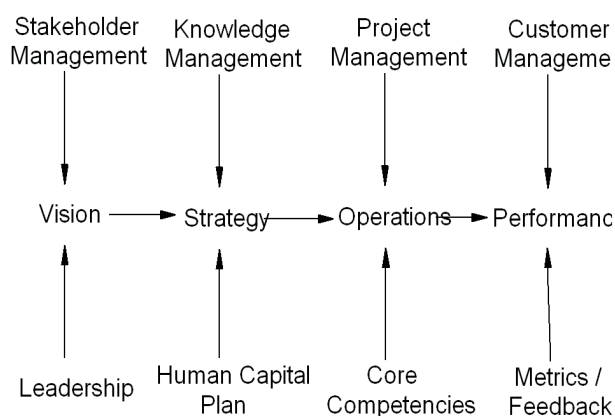 Stakeholder
Management
Knowledge
Management
Project
Management
Customer
Manageme
Vision
Strategy
Operations
Performanc
Leadership
Human Capital
Plan
Core
Competencies
Metrics /
Feedback